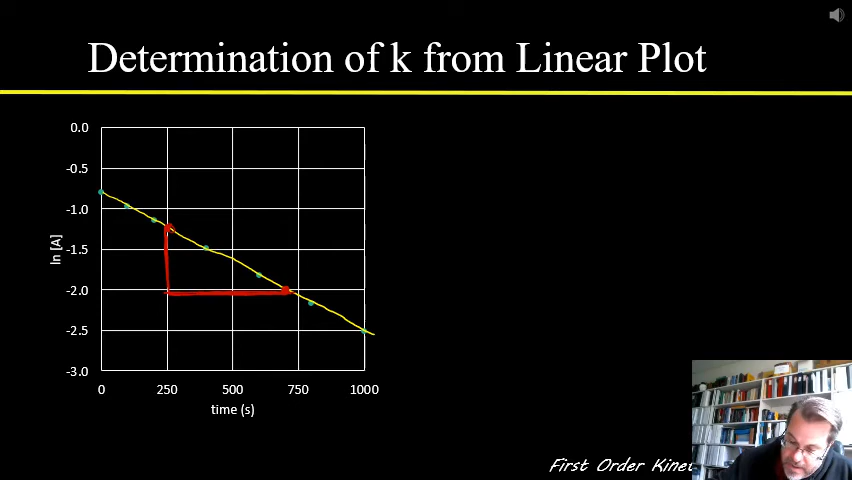 Determination of k from Linear Plot
0.0
-0.5
-1.0
-1.5
-2.0
-2.5
-3.0
ln [A]
0 250 500 750 1000
time (s)
First Order